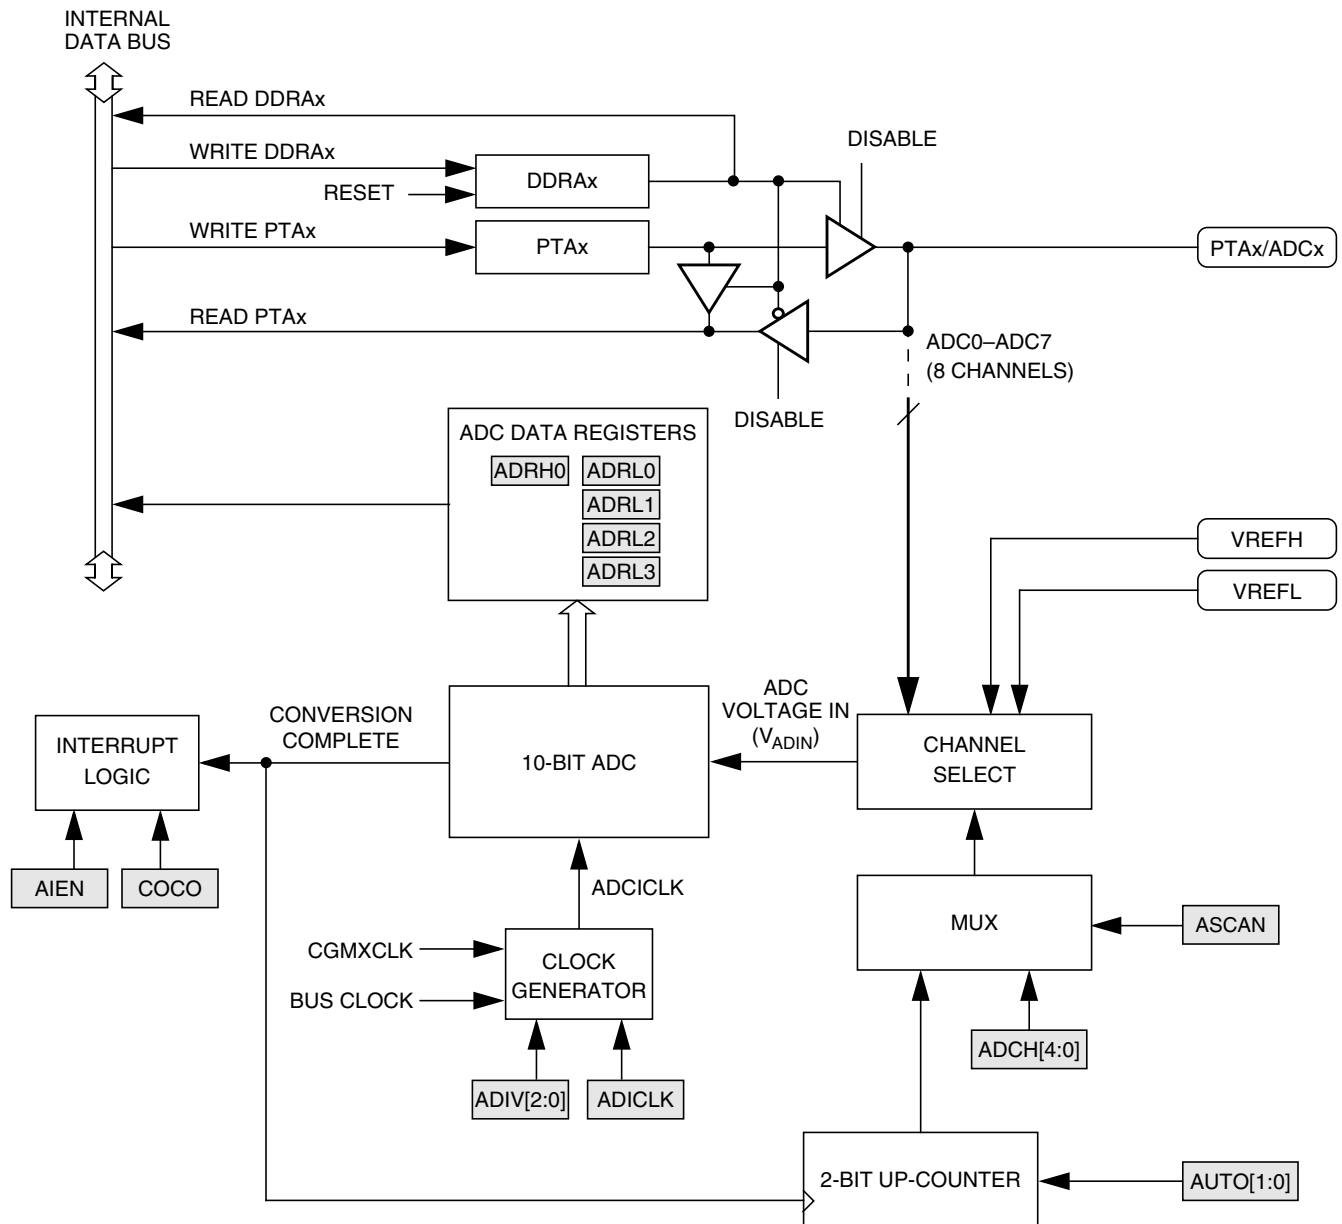 INTERNAL
DATA BUS
READ DDRAx
WRITE DDRAx
RESET
DDRAx
DISABLE
WRITE PTAx
PTAx
PTAx/ADCx
READ PTAx
DISABLE
ADC0–ADC7
(8 CHANNELS)
ADC DATA REGISTERS
ADRH0 ADRL0
ADRL1
ADRL2
ADRL3
VREFH
VREFL
INTERRUPT
LOGIC
CONVERSION
COMPLETE
10-BIT ADC
ADC
VOLTAGE IN
(VADIN)
CHANNEL
SELECT
AIEN
COCO
ADCICLK
MUX
ASCAN
CGMXCLK
BUS CLOCK
CLOCK
GENERATOR
ADCH[4:0]
ADIV[2:0]
ADICLK
2-BIT UP-COUNTER
AUTO[1:0]